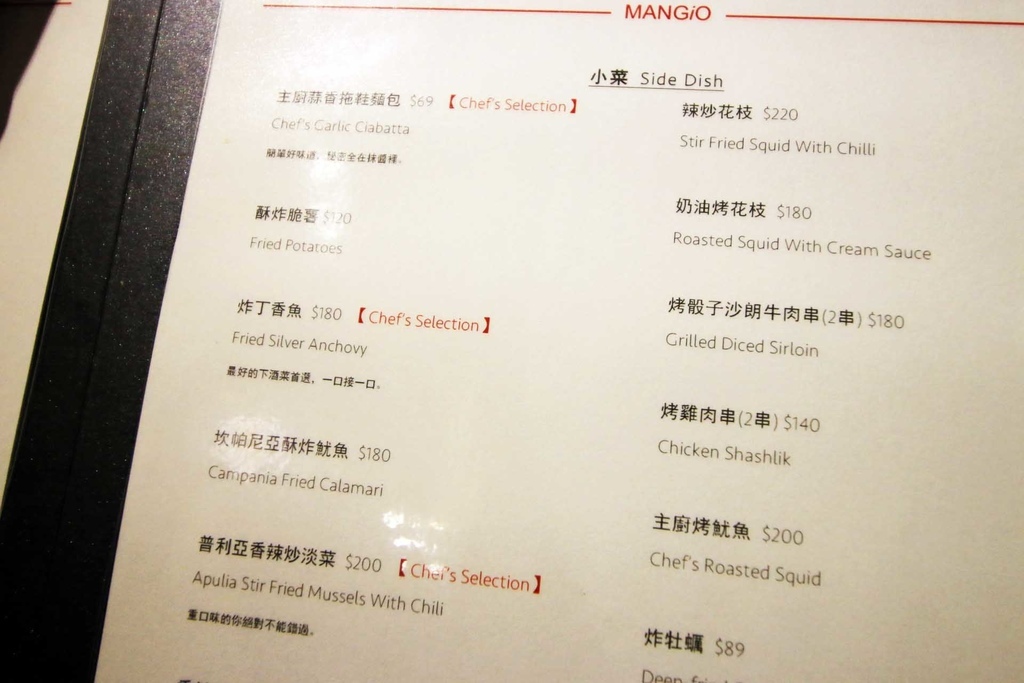 MANGiO
小菜 Side Dish
主廚蒜香拖鞋麵包 $69 【Chef's Selection】
Chef's Garlic Ciabatta
簡單好味道，秘密全在抹醬裡。
酥炸脆薯 $120
Fried Potatoes
炸丁香魚 $180 【Chef's Selection】
Fried Silver Anchovy
最好的下酒菜首選，一口接一口。
坎帕尼亞酥炸魷魚 $180
Campania Fried Calamari
普利亞香辣炒淡菜 $200 【Chef's Selection】
Apulia Stir Fried Mussels With Chili
重口味的你絕對不能錯過。
辣炒花枝 $220
Stir Fried Squid With Chilli
奶油烤花枝 $180
Roasted Squid With Cream Sauce
烤骰子沙朗牛肉串(2串) $180
Grilled Diced Sirloin
烤雞肉串(2串) $140
Chicken Shashlik
主廚烤魷魚 $200
Chef's Roasted Squid
炸牡蠣 $89